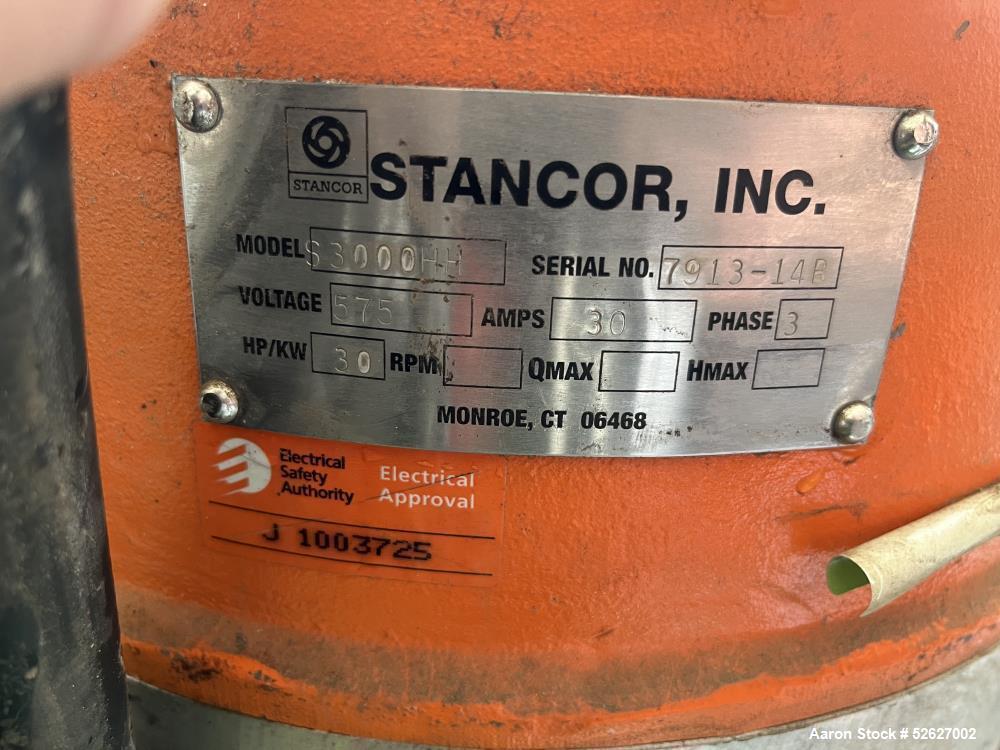 STANCOR
STANCOR, INC.
MODEL S3000HH SERIAL NO. 7913-14B
VOLTAGE 575 AMPS 30 PHASE 3
HP/KW 30 RPM QMAX HMAX
MONROE, CT 06468
Electrical
Safety
Authority
Electrical
Approval
J 1003725
Aaron Stock # 52627002